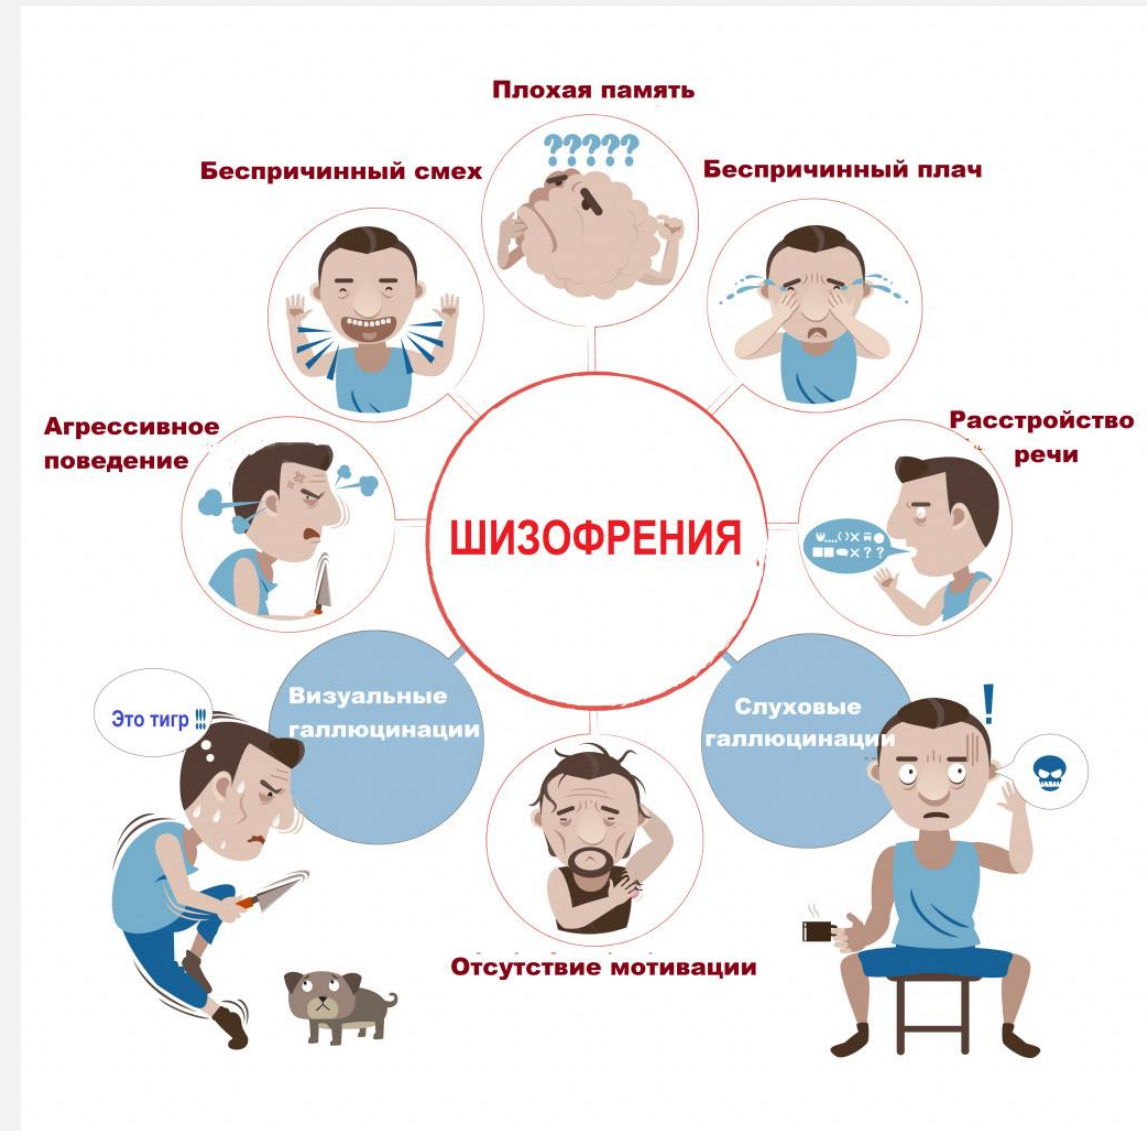 Плохая память
Беспричинный смех
Беспричинный плач
Агрессивное
поведение
Расстройство
речи
?????
ШИЗОФРЕНИЯ
Визуальные
галлюцинации
Слуховые
галлюцинации
Это тигр !!!
!
Отсутствие мотивации